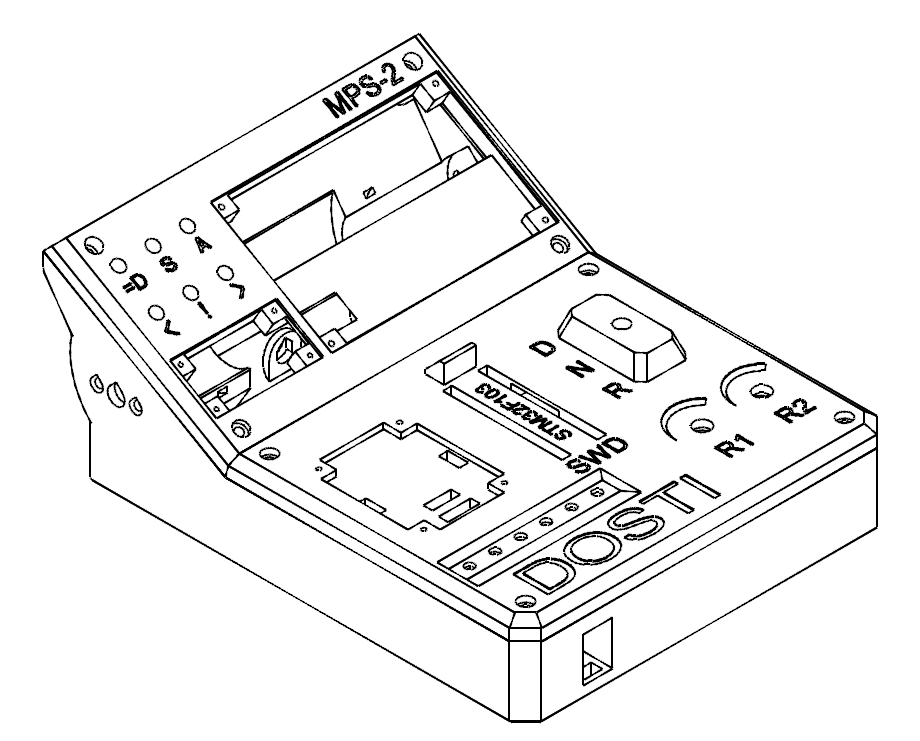 MPS-2
=D S A
< ! >
D N R
STM32F103
SWD
R1 R2
DOSTI